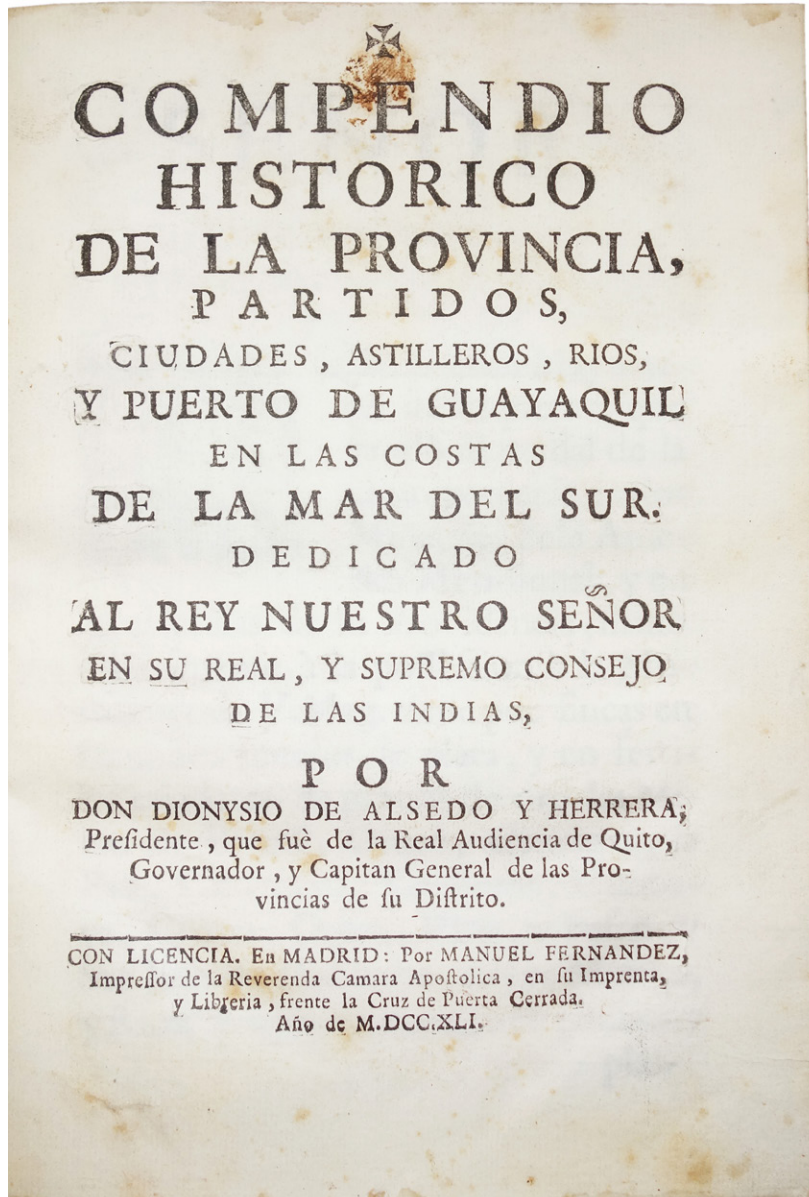 COMPENDIO
HISTORICO
DE LA PROVINCIA,
PARTIDOS,
CIUDADES, ASTILLEROS, RIOS,
Y PUERTO DE GUAYAQUIL
EN LAS COSTAS
DE LA MAR DEL SUR.
DEDICADO
AL REY NUESTRO SEÑOR
EN SU REAL, Y SUPREMO CONSEJO
DE LAS INDIAS,
POR
DON DIONYSIO DE ALSEDO Y HERRERA,
Preſidente, que fuè de la Real Audiencia de Quito,
Governador, y Capitan General de las Pro-
vincias de ſu Diſtrito.
CON LICENCIA. En MADRID: Por MANUEL FERNANDEZ,
Impreſſor de la Reverenda Camara Apoſtolica, en ſu Imprenta,
y Libreria, frente la Cruz de Puerta Cerrada.
Año de M.DCC.XLI.